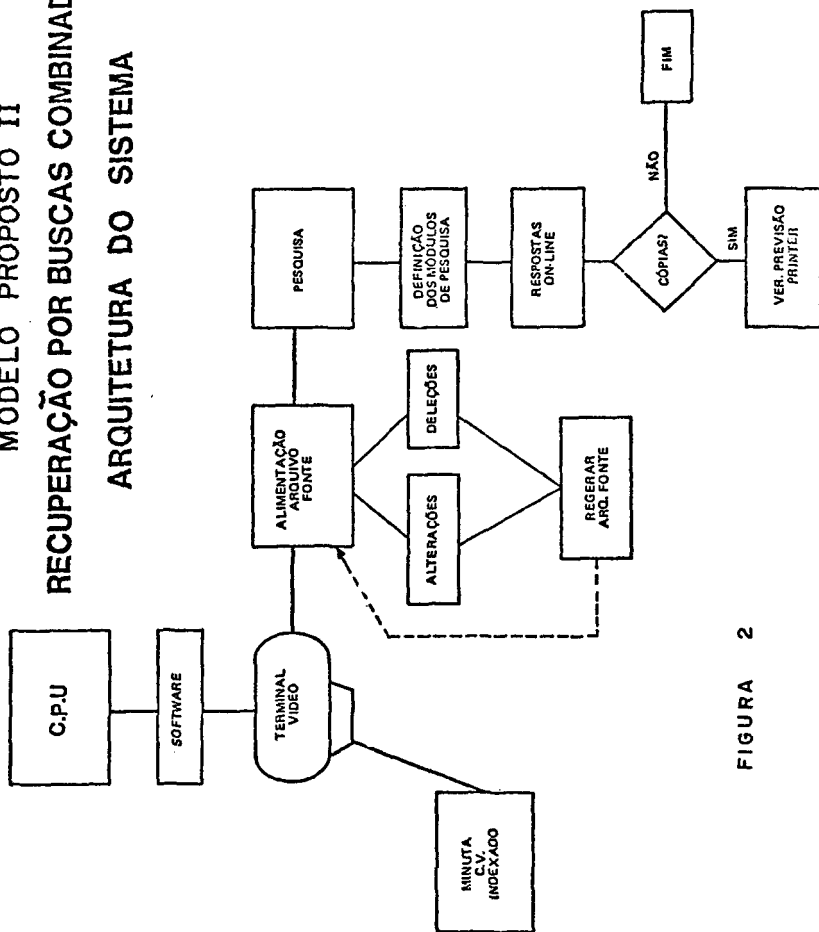 MODELO PROPOSTO II
RECUPERAÇÃO POR BUSCAS
ARQUITETURA DO SISTEMA
C.P.U
SOFTWARE
TERMINAL
VIDEO
MINUTA
C.V.
INDEXADO
ALIMENTAÇÃO
ARQUIVO
FONTE
ALTERAÇÕES
DELEÇÕES
REGERAR
ARQ. FONTE
PESQUISA
DEFINIÇÃO
DOS MÓDULOS
DE PESQUISA
RESPOSTAS
ON-LINE
CÓPIAS?
NÃO
FIM
SIM
VER. PREVISÃO
PRINTER
FIGURA 2